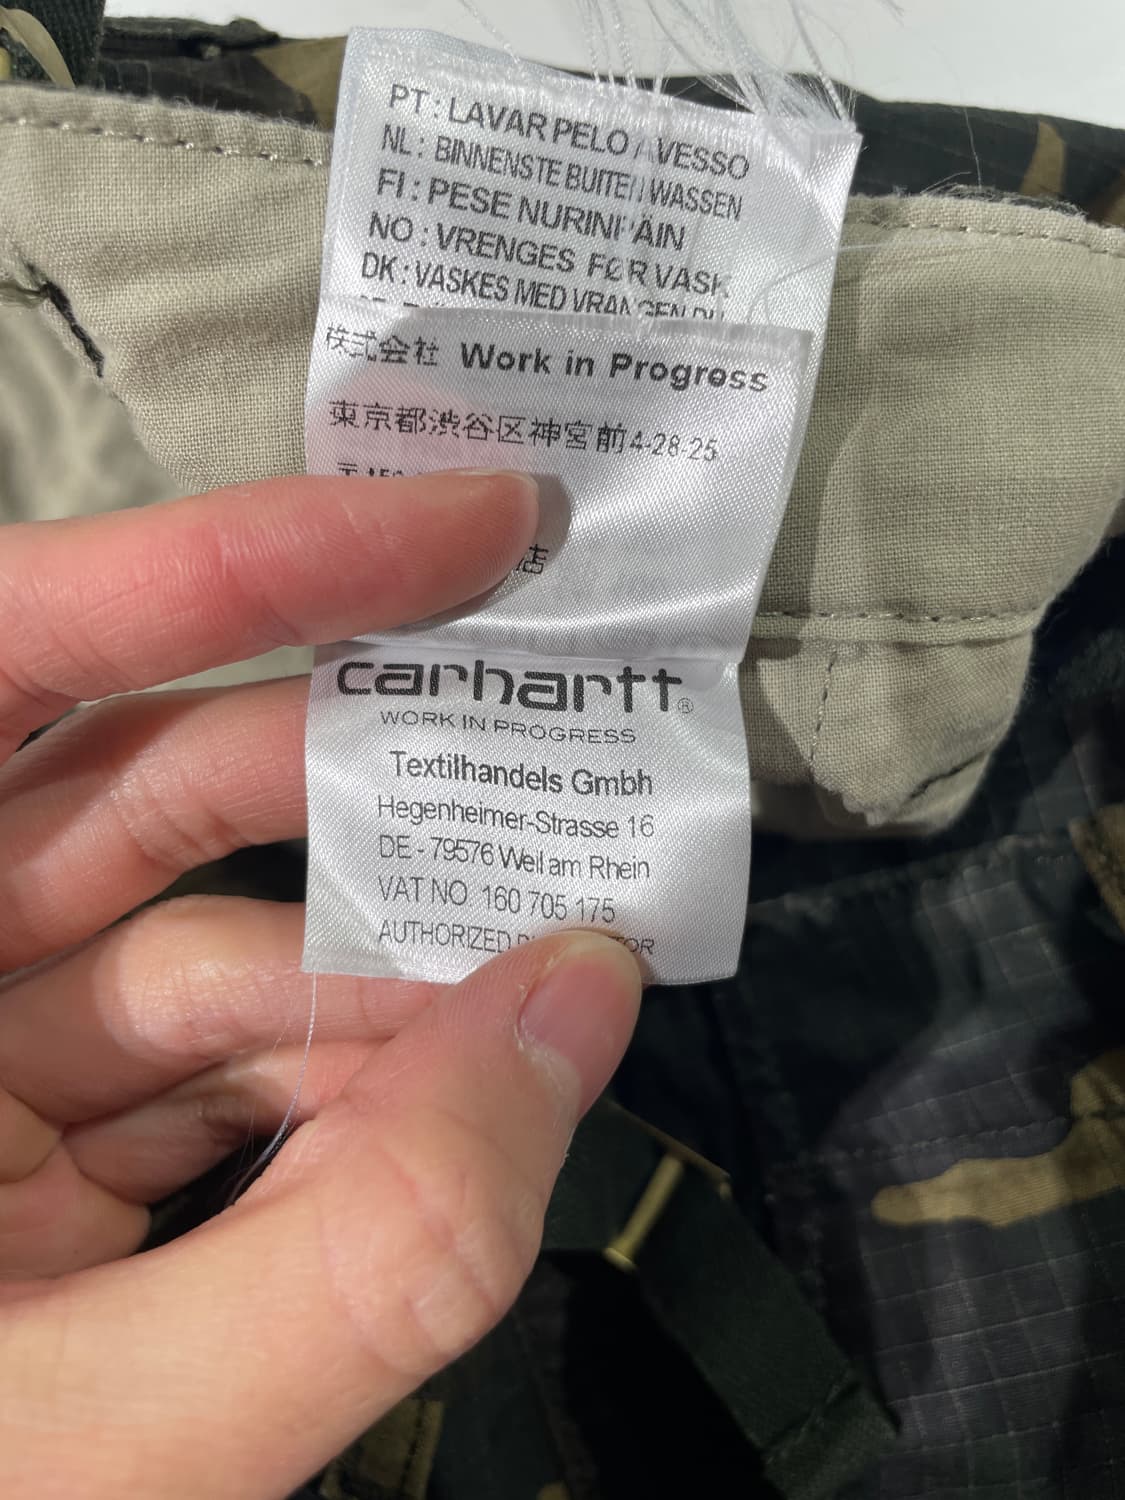 PT : LAVAR PELO AVESSO
NL : BINNENSTE BUITEN WASSEN
FI : PESE NURINPÄIN
NO : VRENGES FØR VASK
DK : VASKES MED VRANGEN
株式会社 Work in Progress
東京都渋谷区神宮前4-28-25
店
carhartt®
WORK IN PROGRESS
Textilhandels Gmbh
Hegenheimer-Strasse 16
DE - 79576 Weil am Rhein
VAT NO 160 705 175
AUTHORIZED